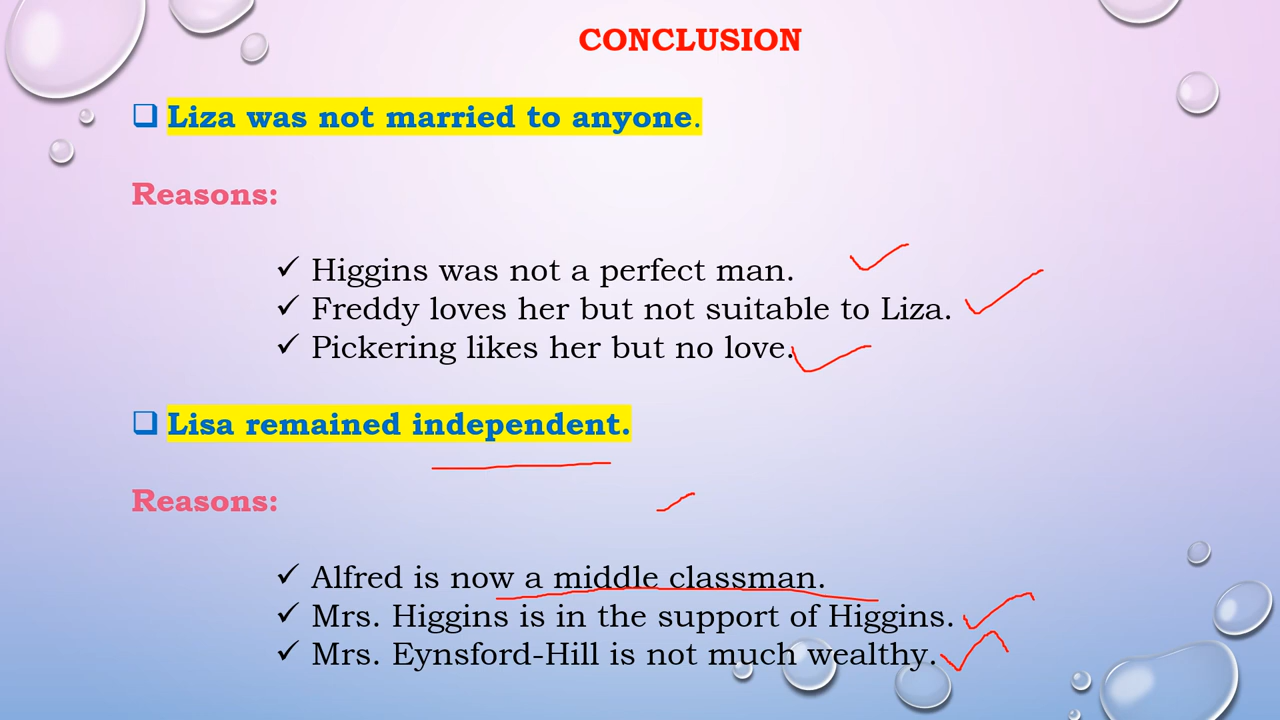 CONCLUSION
Liza was not married to anyone.
Reasons:
Higgins was not a perfect man.
Freddy loves her but not suitable to Liza.
Pickering likes her but no love.
Lisa remained independent.
Reasons:
Alfred is now a middle classman.
Mrs. Higgins is in the support of Higgins.
Mrs. Eynsford-Hill is not much wealthy.